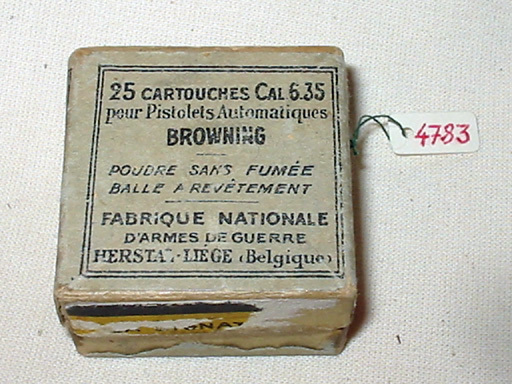 25 CARTOUCHES CAL 6.35
pour Pistolets Automatiques
BROWNING
POUDRE SANS FUMÉE
BALLE A REVÊTEMENT
FABRIQUE NATIONALE
D'ARMES DE GUERRE
HERSTAL-LIÉGE (Belgique)
4783